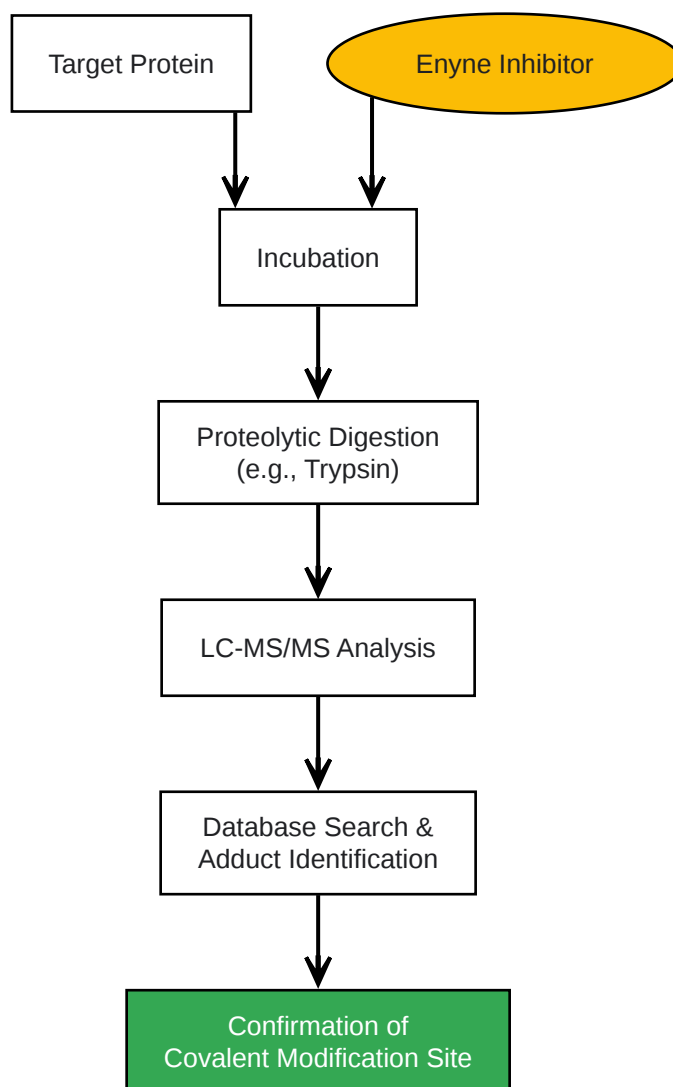 Target Protein
Enyne Inhibitor
Incubation
Proteolytic Digestion
(e.g., Trypsin)
LC-MS/MS Analysis
Database Search &
Adduct Identification
Confirmation of
Covalent Modification Site